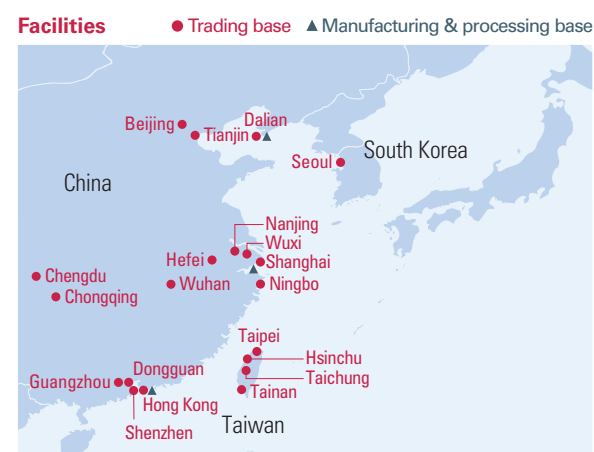 Facilities
Trading base
Manufacturing & processing base
Beijing
Dalian
Tianjin
Seoul
South Korea
China
Nanjing
Wuxi
Hefei
Shanghai
Chengdu
Wuhan
Ningbo
Chongqing
Taipei
Hsinchu
Dongguan
Taichung
Guangzhou
Tainan
Hong Kong
Taiwan
Shenzhen